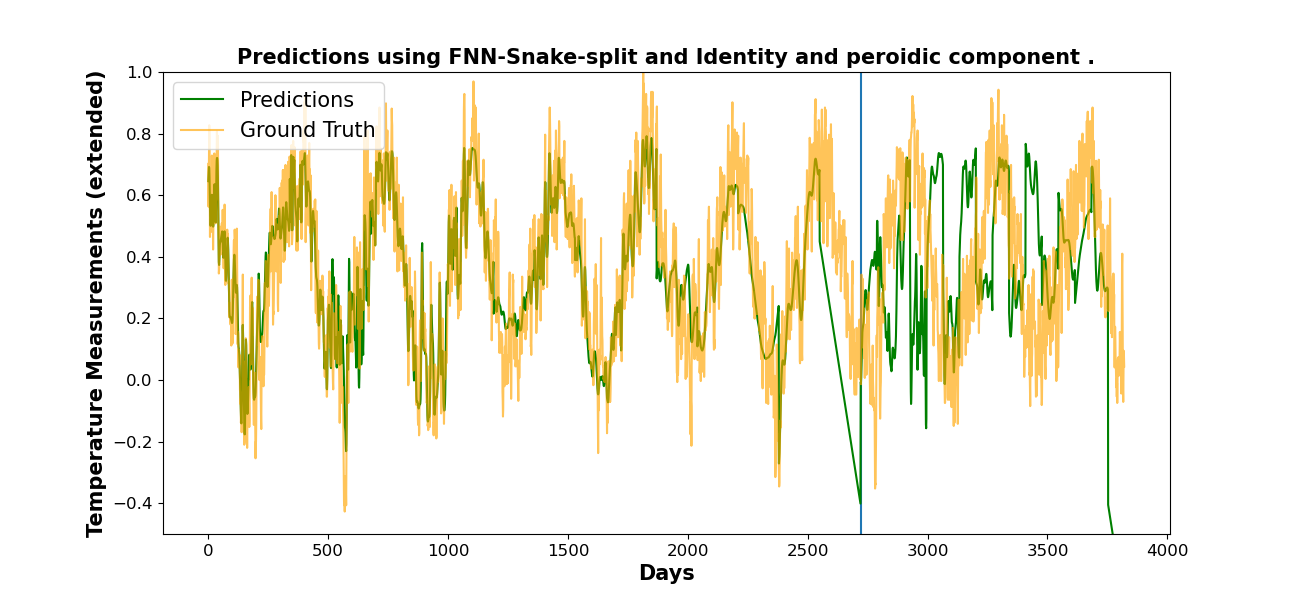 Predictions using FNN-Snake-split and Identity and peroidic component .
Temperature Measurements (extended)
1.0
0.8
0.6
0.4
0.2
0.0
−0.2
−0.4
Predictions
Ground Truth
0 500 1000 1500 2000 2500 3000 3500 4000
Days